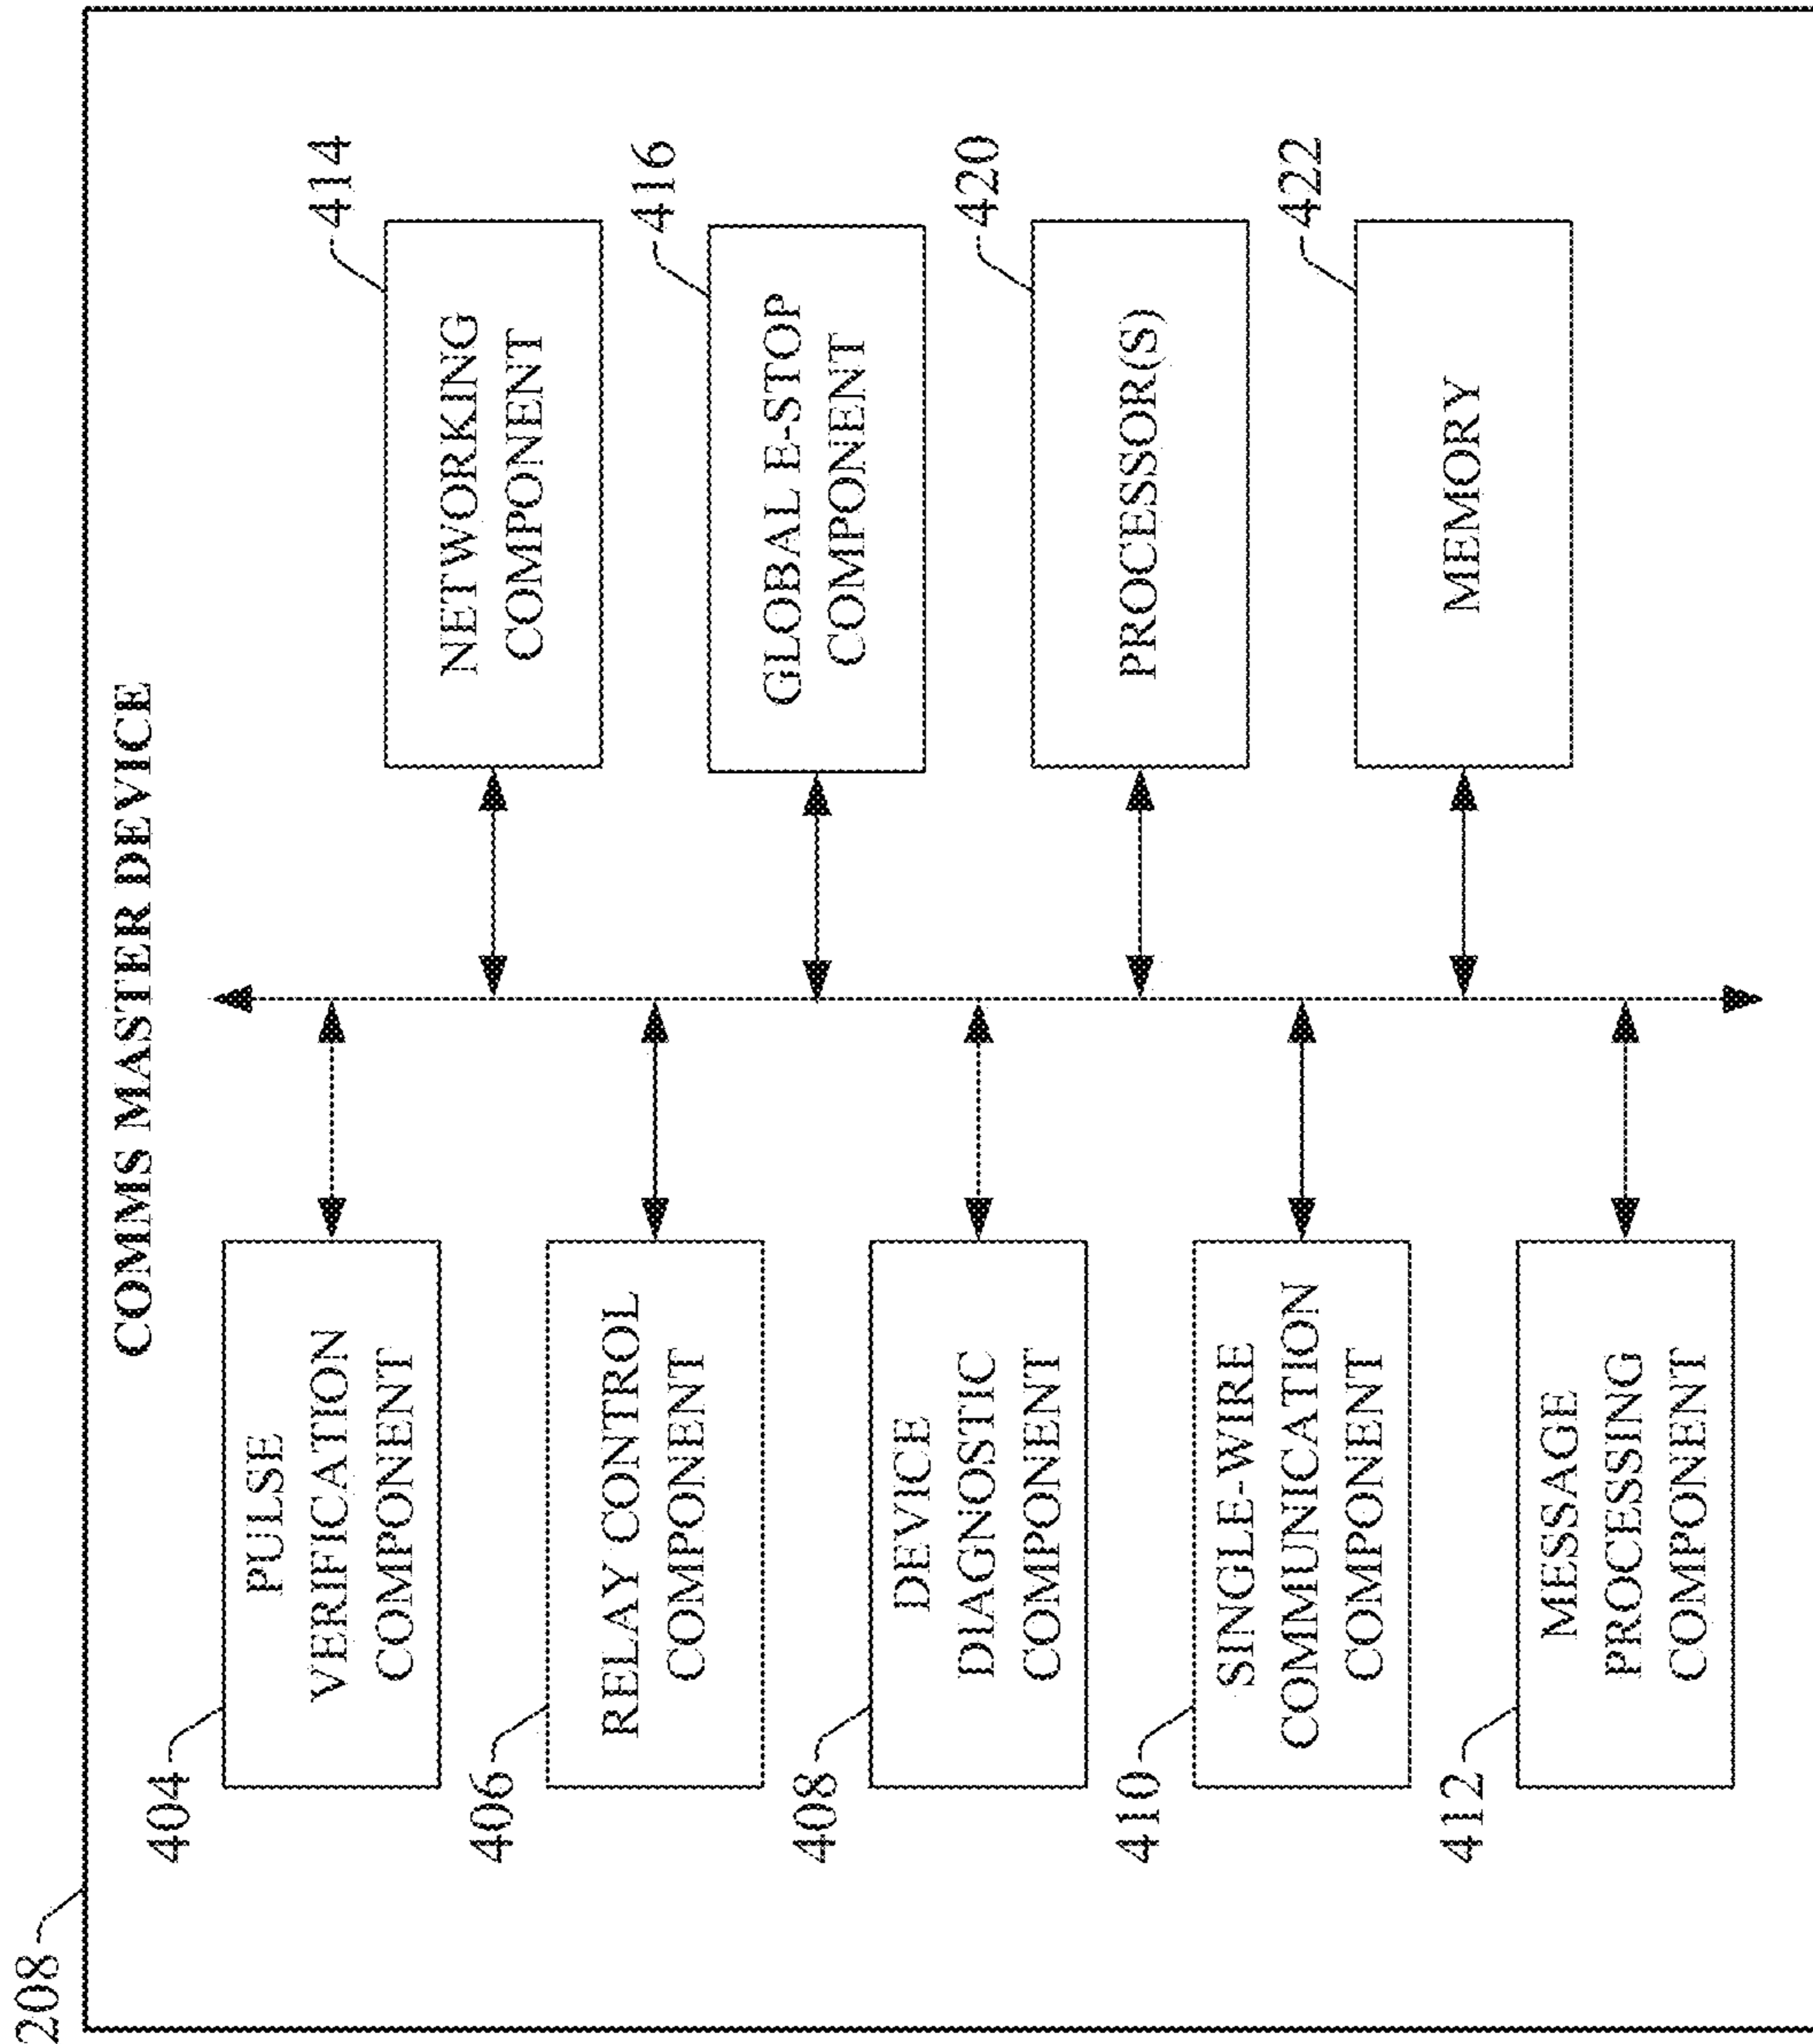 208
COMMS MASTER DEVICE
404
PULSE
VERIFICATION
COMPONENT
406
RELAY CONTROL
COMPONENT
408
DEVICE
DIAGNOSTIC
COMPONENT
410
SINGLE-WIRE
COMMUNICATION
COMPONENT
412
MESSAGE
PROCESSING
COMPONENT
414
NETWORKING
COMPONENT
416
GLOBAL E-STOP
COMPONENT
420
PROCESSOR(S)
422
MEMORY